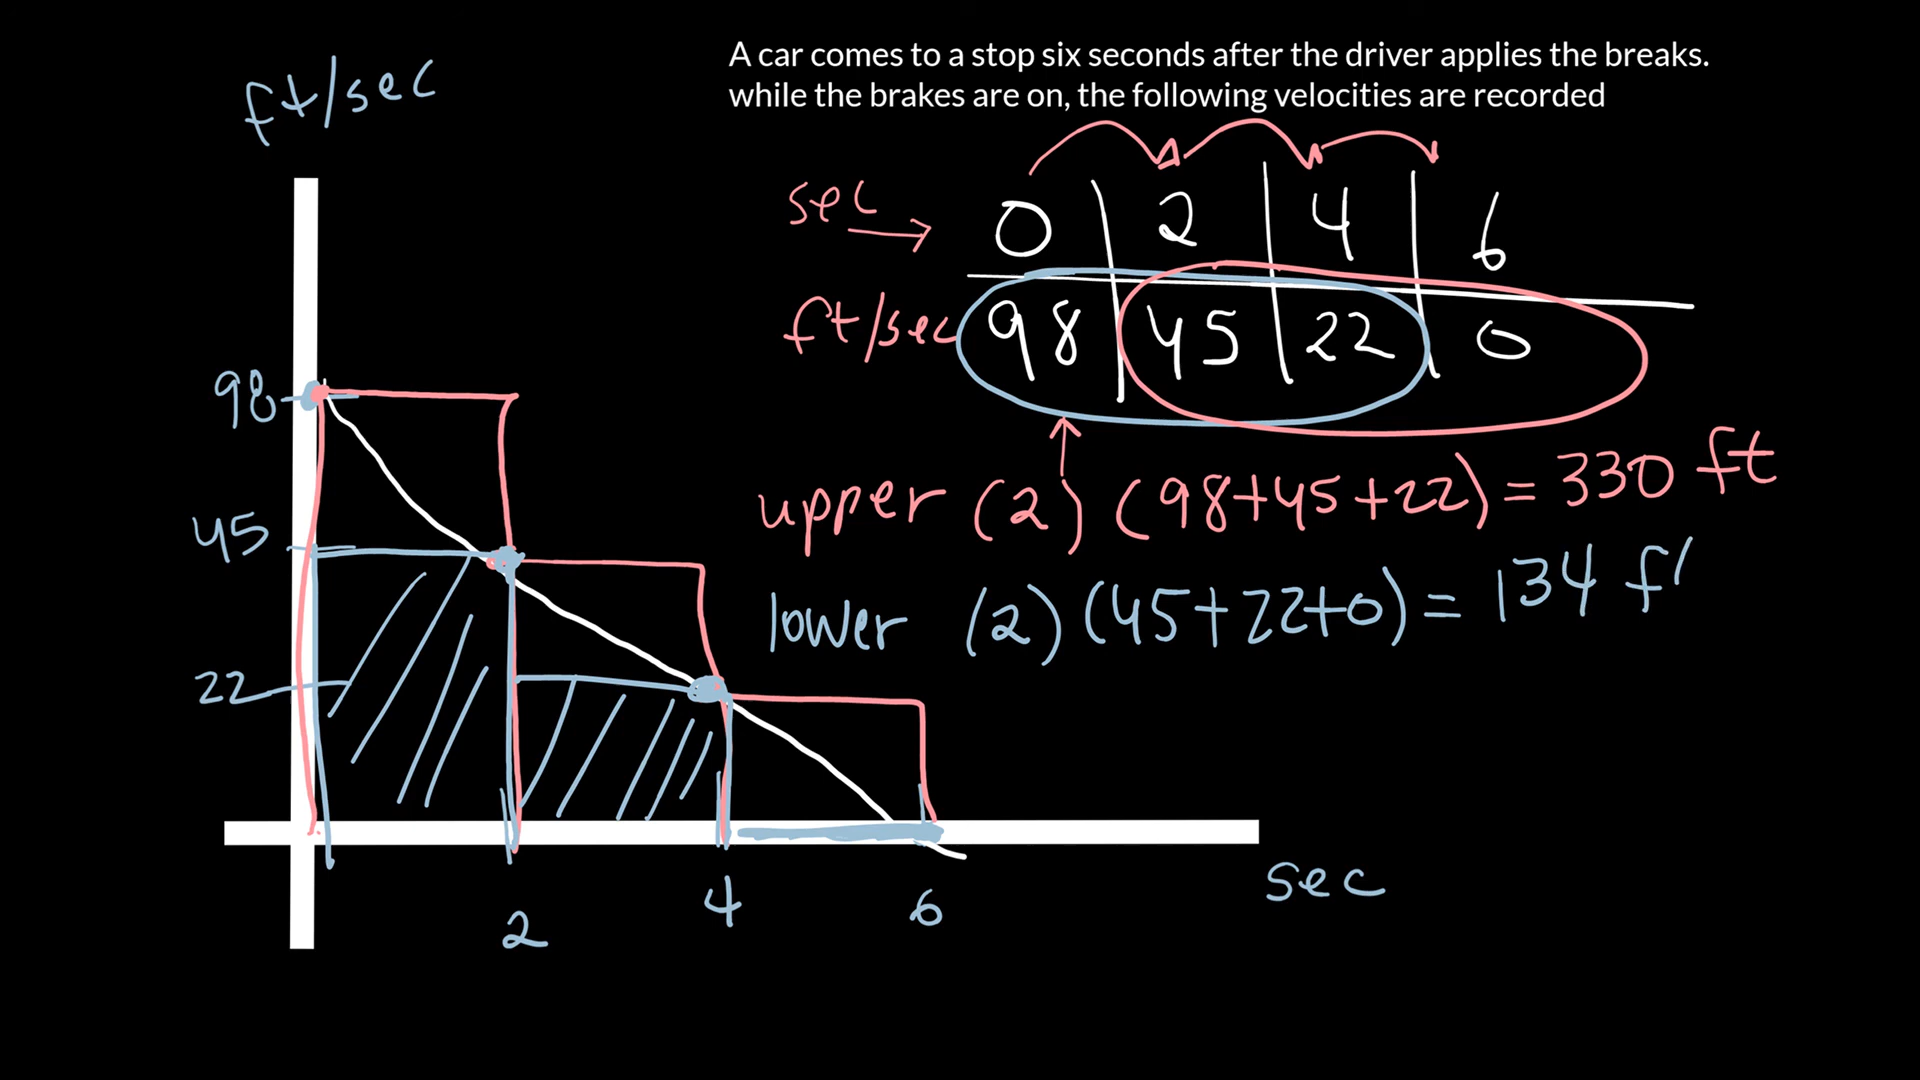 A car comes to a stop six seconds after the driver applies the breaks.
while the brakes are on, the following velocities are recorded
ft/sec
sec → 0 2 4 6
ft/sec 98 45 22 0
upper (2) (98+45+22) = 330 ft
lower (2) (45+22+0) = 134 ft
98
45
22
2 4 6
sec